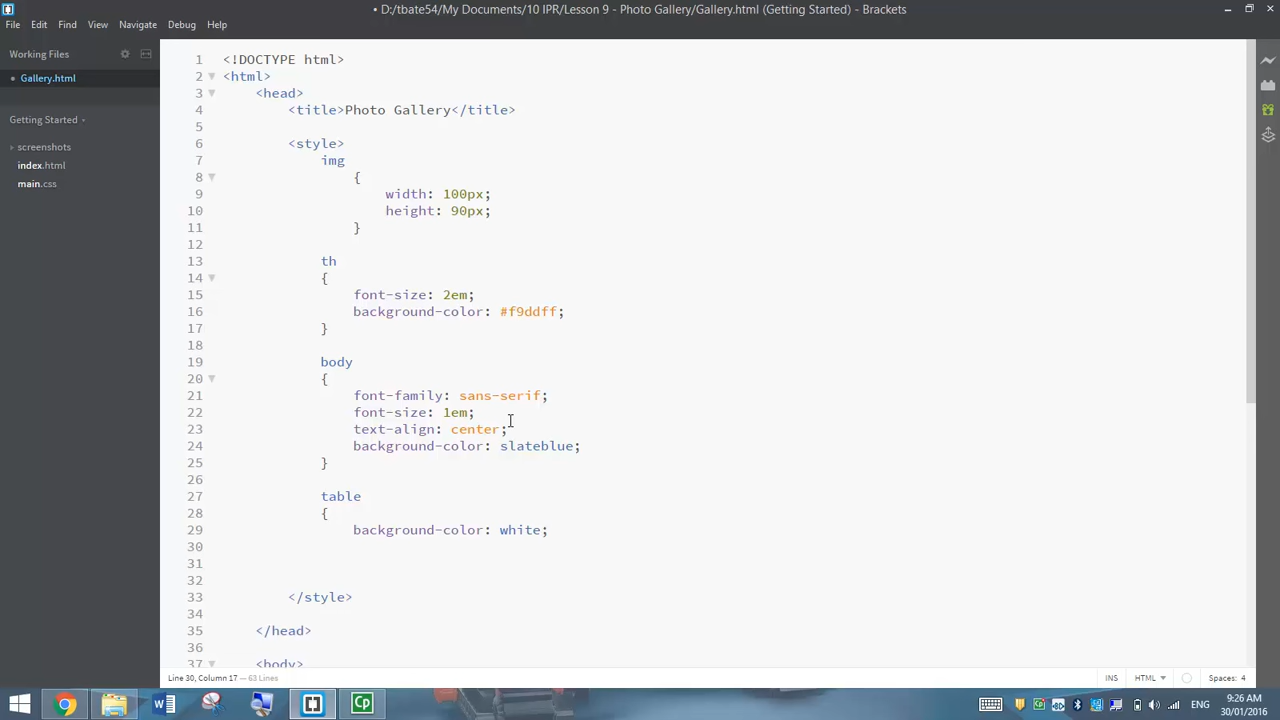 • D:/tbate54/My Documents/10 IPR/Lesson 9 - Photo Gallery/Gallery.html (Getting Started) - Brackets
File Edit Find View Navigate Debug Help
Working Files
• Gallery.html
Getting Started
screenshots
index.html
main.css
1 <!DOCTYPE html>
2 <html>
3 <head>
4 <title>Photo Gallery</title>
5
6 <style>
7 img
8 {
9 width: 100px;
10 height: 90px;
11 }
12
13 th
14 {
15 font-size: 2em;
16 background-color: #f9ddff;
17 }
18
19 body
20 {
21 font-family: sans-serif;
22 font-size: 1em;
23 text-align: center;
24 background-color: slateblue;
25 }
26
27 table
28 {
29 background-color: white;
30
31
32
33 </style>
34
35 </head>
36
37 <body>
Line 30, Column 17 — 63 Lines
INS HTML Spaces: 4
ENG
9:26 AM
30/01/2016